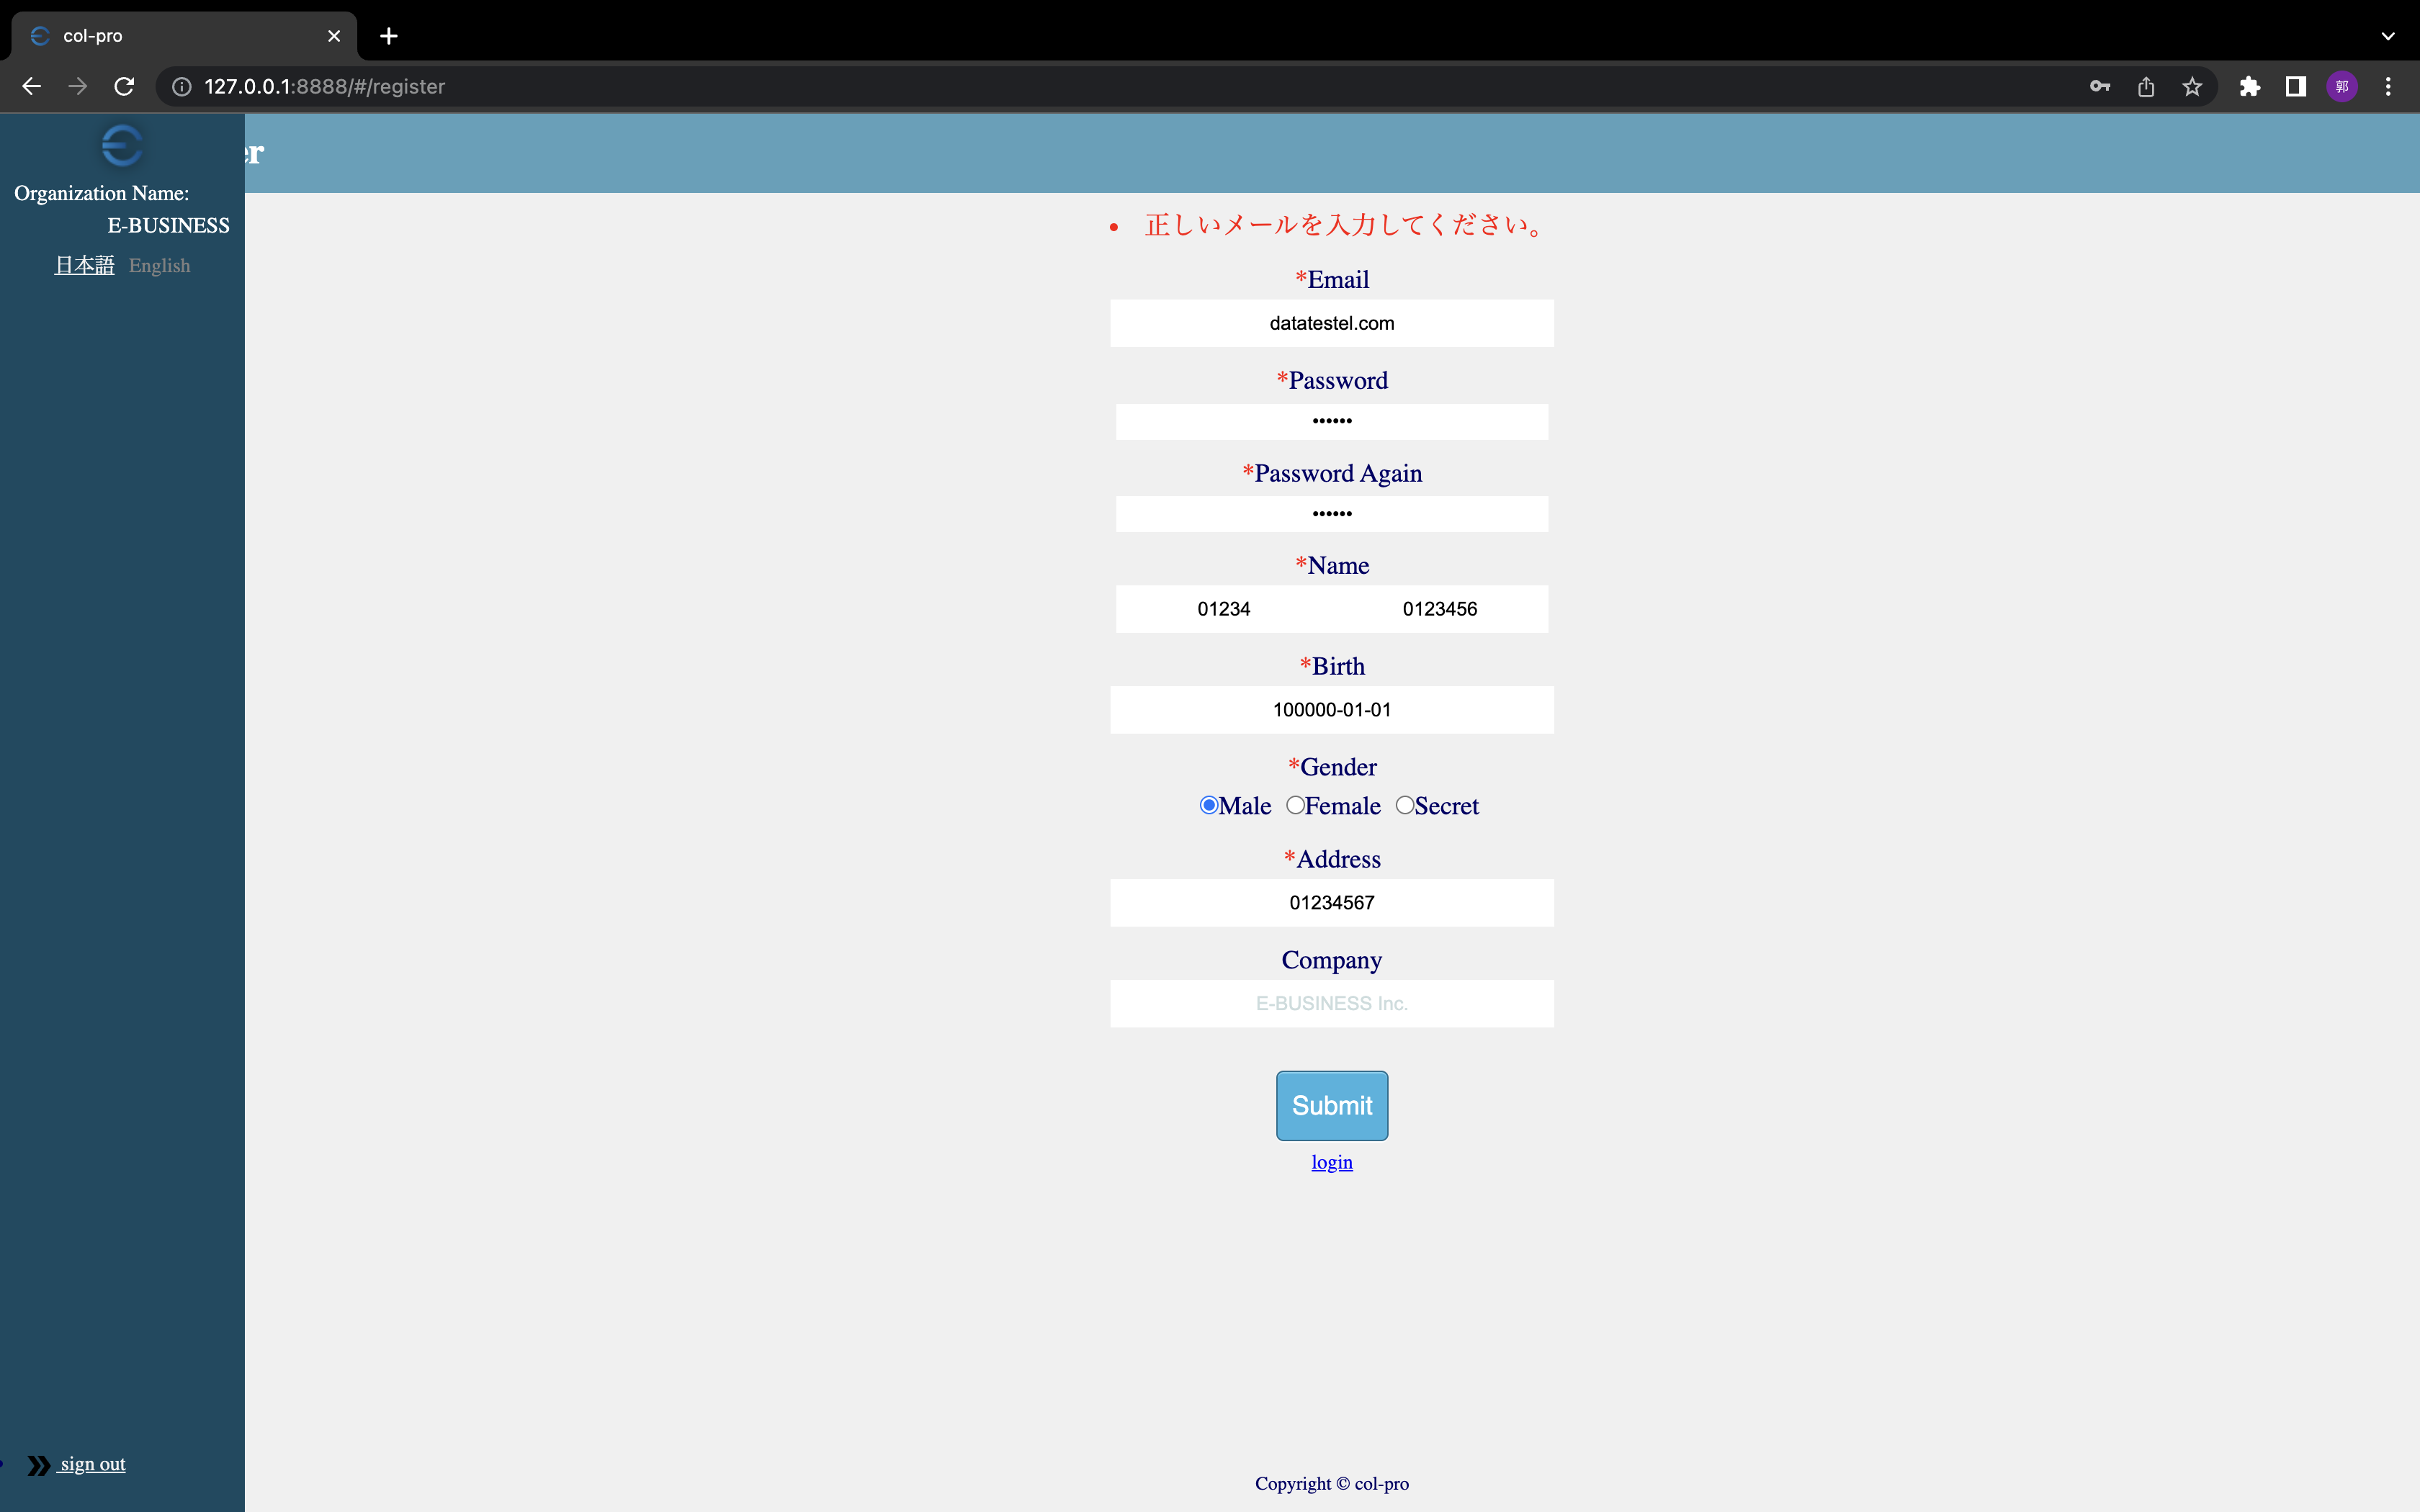 col-pro
127.0.0.1:8888/#/register
郭
er
Organization Name:
E-BUSINESS
日本語 English
正しいメールを入力してください。
*Email
datatestel.com
*Password
••••••
*Password Again
••••••
*Name
01234 0123456
*Birth
100000-01-01
*Gender
Male Female Secret
*Address
01234567
Company
E-BUSINESS Inc.
Submit
login
sign out
Copyright © col-pro